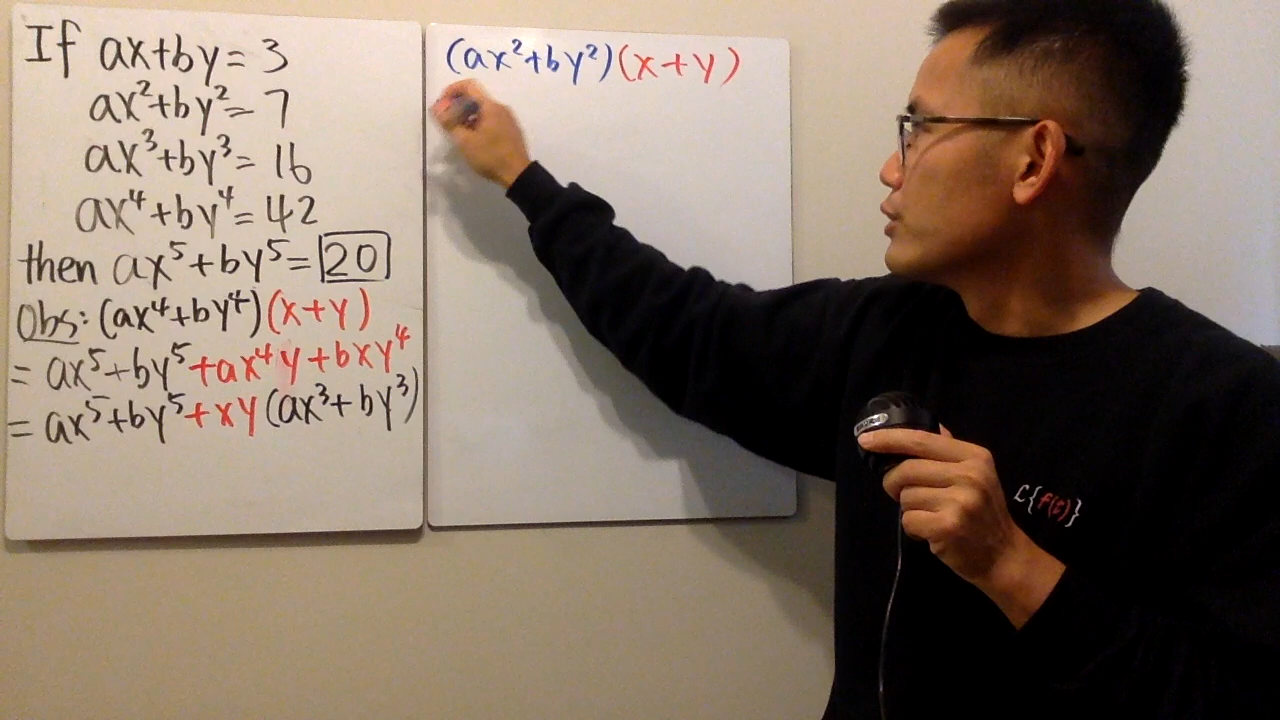 If ax+by=3
ax²+by²=7
ax³+by³=16
ax⁴+by⁴=42
then ax⁵+by⁵=20
Obs: (ax⁴+by⁴)(x+y)
= ax⁵+by⁵+ax⁴y+bxy⁴
= ax⁵+by⁵+xy(ax³+by³)
(ax²+by²)(x+y)
ℒ{f(t)}